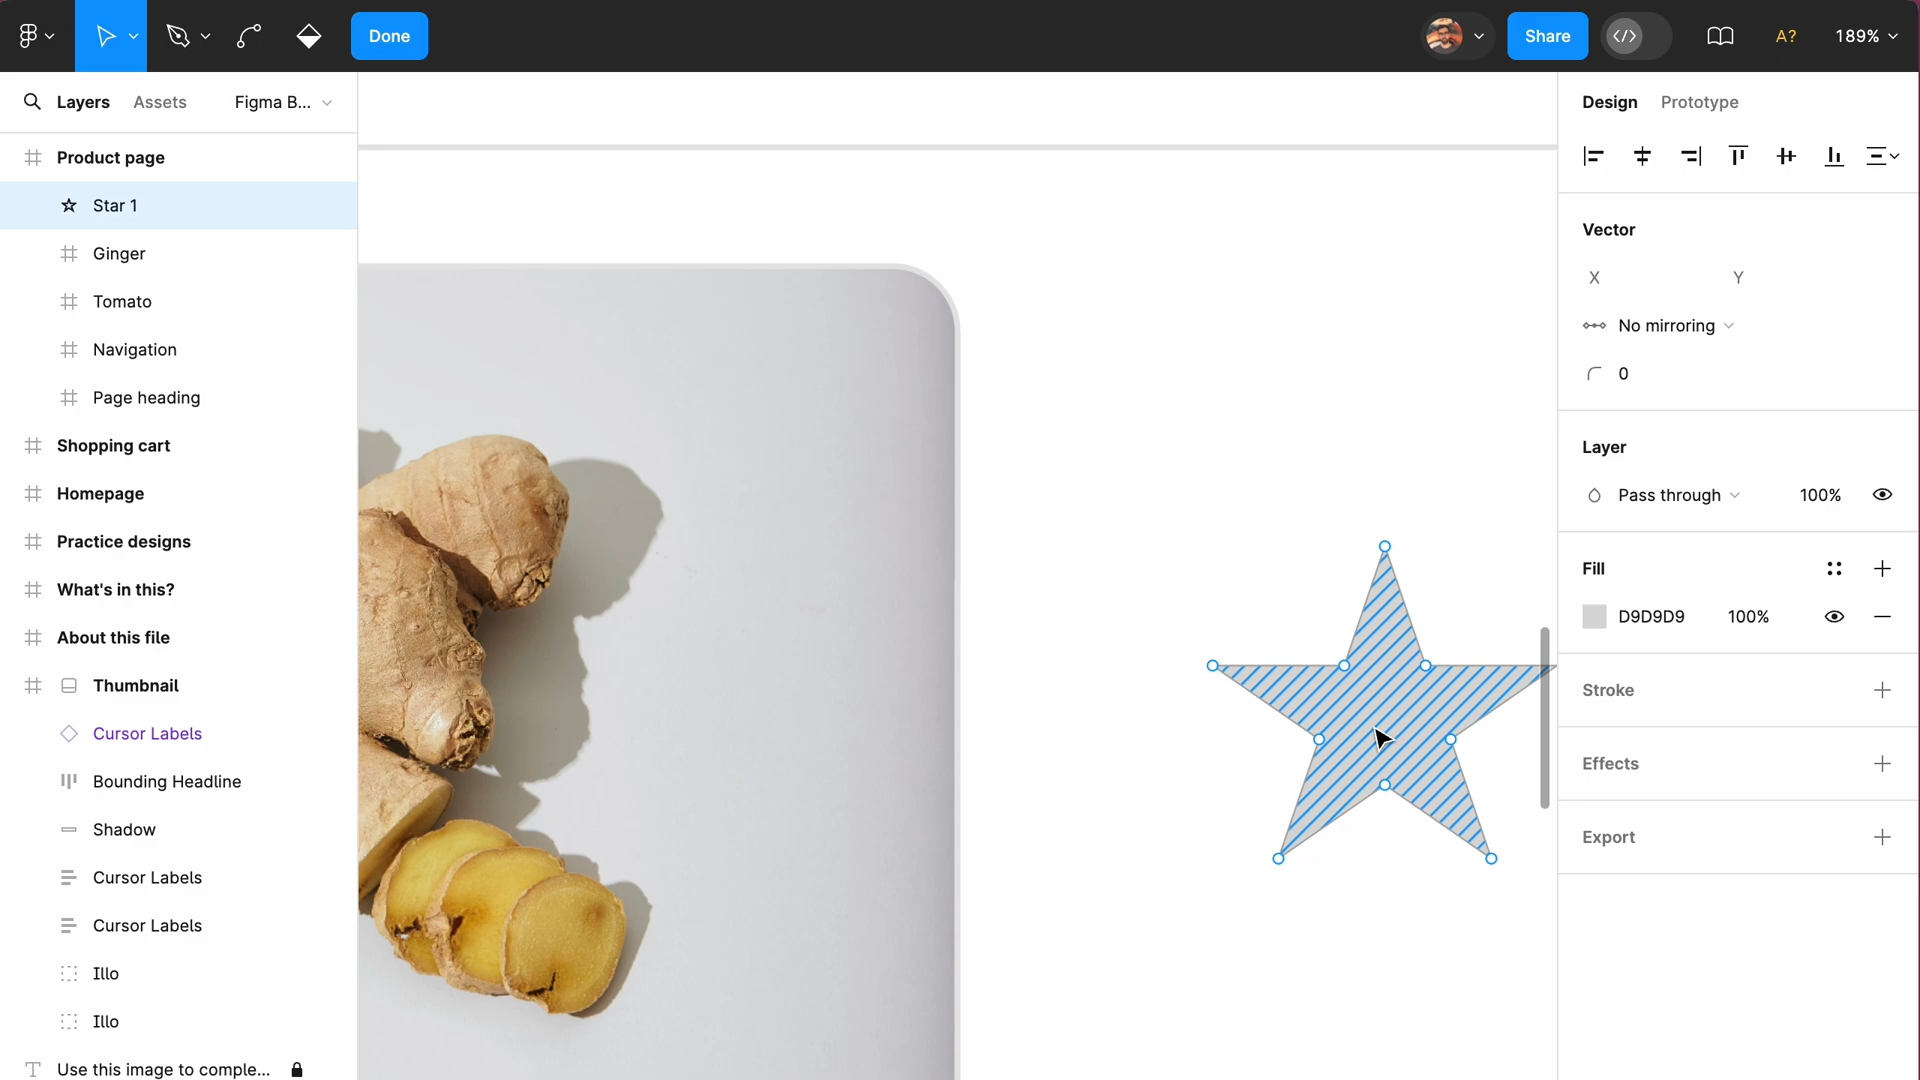 Done
Share
A?
189%
Layers
Assets
Figma B...
Product page
Star 1
Ginger
Tomato
Navigation
Page heading
Shopping cart
Homepage
Practice designs
What's in this?
About this file
Thumbnail
Cursor Labels
Bounding Headline
Shadow
Cursor Labels
Cursor Labels
Illo
Illo
Use this image to comple...
Design
Prototype
Vector
X
Y
No mirroring
0
Layer
Pass through
100%
Fill
D9D9D9
100%
Stroke
Effects
Export